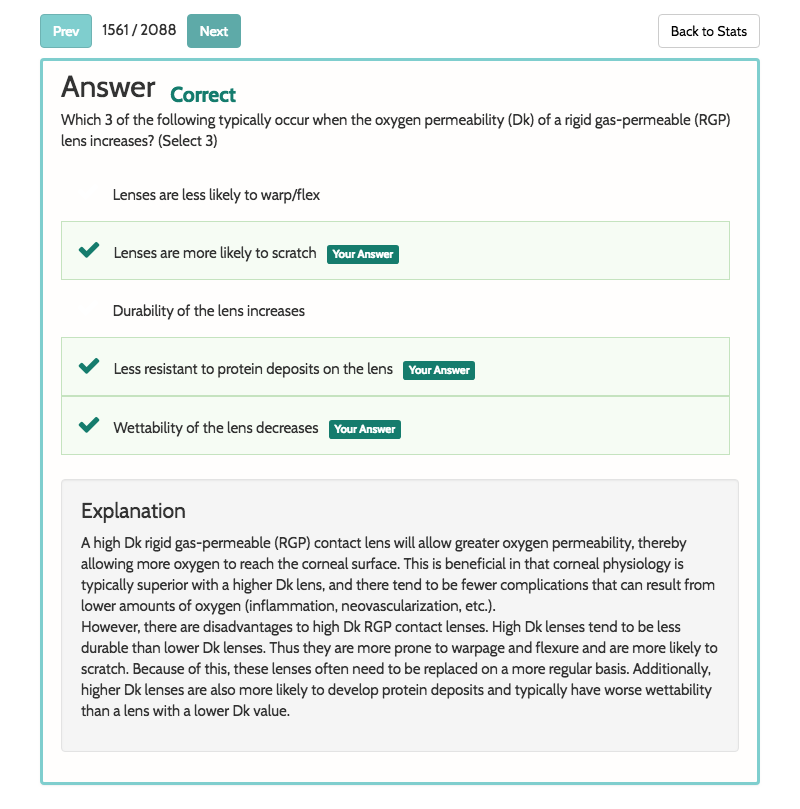 Prev 1561 / 2088 Next Back to Stats
Answer Correct
Which 3 of the following typically occur when the oxygen permeability (Dk) of a rigid gas-permeable (RGP)
lens increases? (Select 3)
Lenses are less likely to warp/flex
Lenses are more likely to scratch Your Answer
Durability of the lens increases
Less resistant to protein deposits on the lens Your Answer
Wettability of the lens decreases Your Answer
Explanation
A high Dk rigid gas-permeable (RGP) contact lens will allow greater oxygen permeability, thereby
allowing more oxygen to reach the corneal surface. This is beneficial in that corneal physiology is
typically superior with a higher Dk lens, and there tend to be fewer complications that can result from
lower amounts of oxygen (inflammation, neovascularization, etc.).
However, there are disadvantages to high Dk RGP contact lenses. High Dk lenses tend to be less
durable than lower Dk lenses. Thus they are more prone to warpage and flexure and are more likely to
scratch. Because of this, these lenses often need to be replaced on a more regular basis. Additionally,
higher Dk lenses are also more likely to develop protein deposits and typically have worse wettability
than a lens with a lower Dk value.